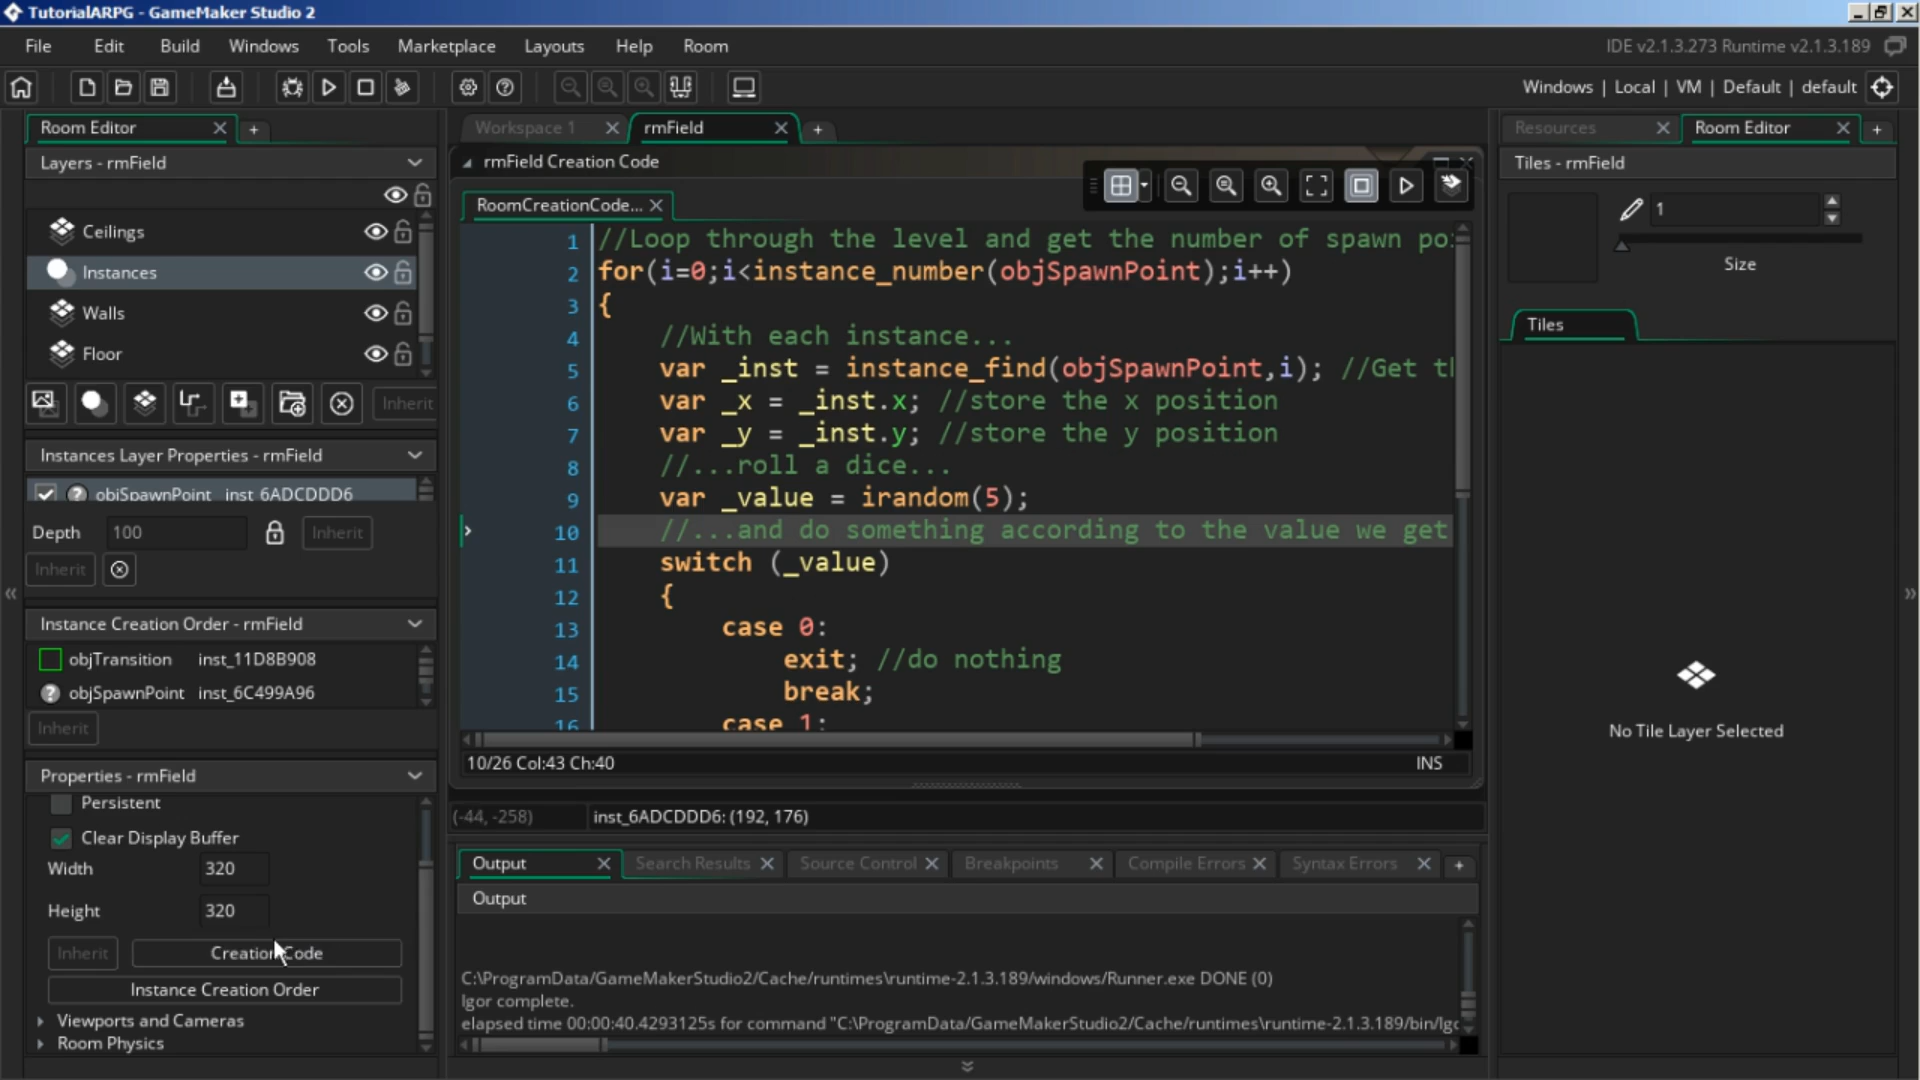 TutorialARPG - GameMaker Studio 2
File Edit Build Windows Tools Marketplace Layouts Help Room
IDE v2.1.3.273 Runtime v2.1.3.189
Windows | Local | VM | Default | default
Room Editor
Layers - rmField
Ceilings
Instances
Walls
Floor
Inherit
Instances Layer Properties - rmField
objSpawnPoint inst_6ADCDDD6
Depth 100 Inherit
Inherit
Instance Creation Order - rmField
objTransition inst_11D8B908
objSpawnPoint inst_6C499A96
Inherit
Properties - rmField
Persistent
Clear Display Buffer
Width 320
Height 320
Inherit Creation Code
Instance Creation Order
Viewports and Cameras
Room Physics
Workspace 1 rmField
rmField Creation Code
RoomCreationCode...
1 //Loop through the level and get the number of spawn
2 for(i=0;i<instance_number(objSpawnPoint);i++)
3 {
4 //With each instance...
5 var _inst = instance_find(objSpawnPoint,i); //Get
6 var _x = _inst.x; //store the x position
7 var _y = _inst.y; //store the y position
8 //...roll a dice...
9 var _value = irandom(5);
10 //...and do something according to the value we get
11 switch (_value)
12 {
13 case 0:
14 exit; //do nothing
15 break;
16 case 1:
10/26 Col:43 Ch:40 INS
(-44, -258) inst_6ADCDDD6: (192, 176)
Output Search Results Source Control Breakpoints Compile Errors Syntax Errors
Output
C:\ProgramData/GameMakerStudio2/Cache/runtimes\runtime-2.1.3.189/windows/Runner.exe DONE (0)
Igor complete.
elapsed time 00:00:40.4293125s for command "C:\ProgramData/GameMakerStudio2/Cache/runtimes\runtime-2.1.3.189/bin/Igo
Resources Room Editor
Tiles - rmField
1
Size
Tiles
No Tile Layer Selected